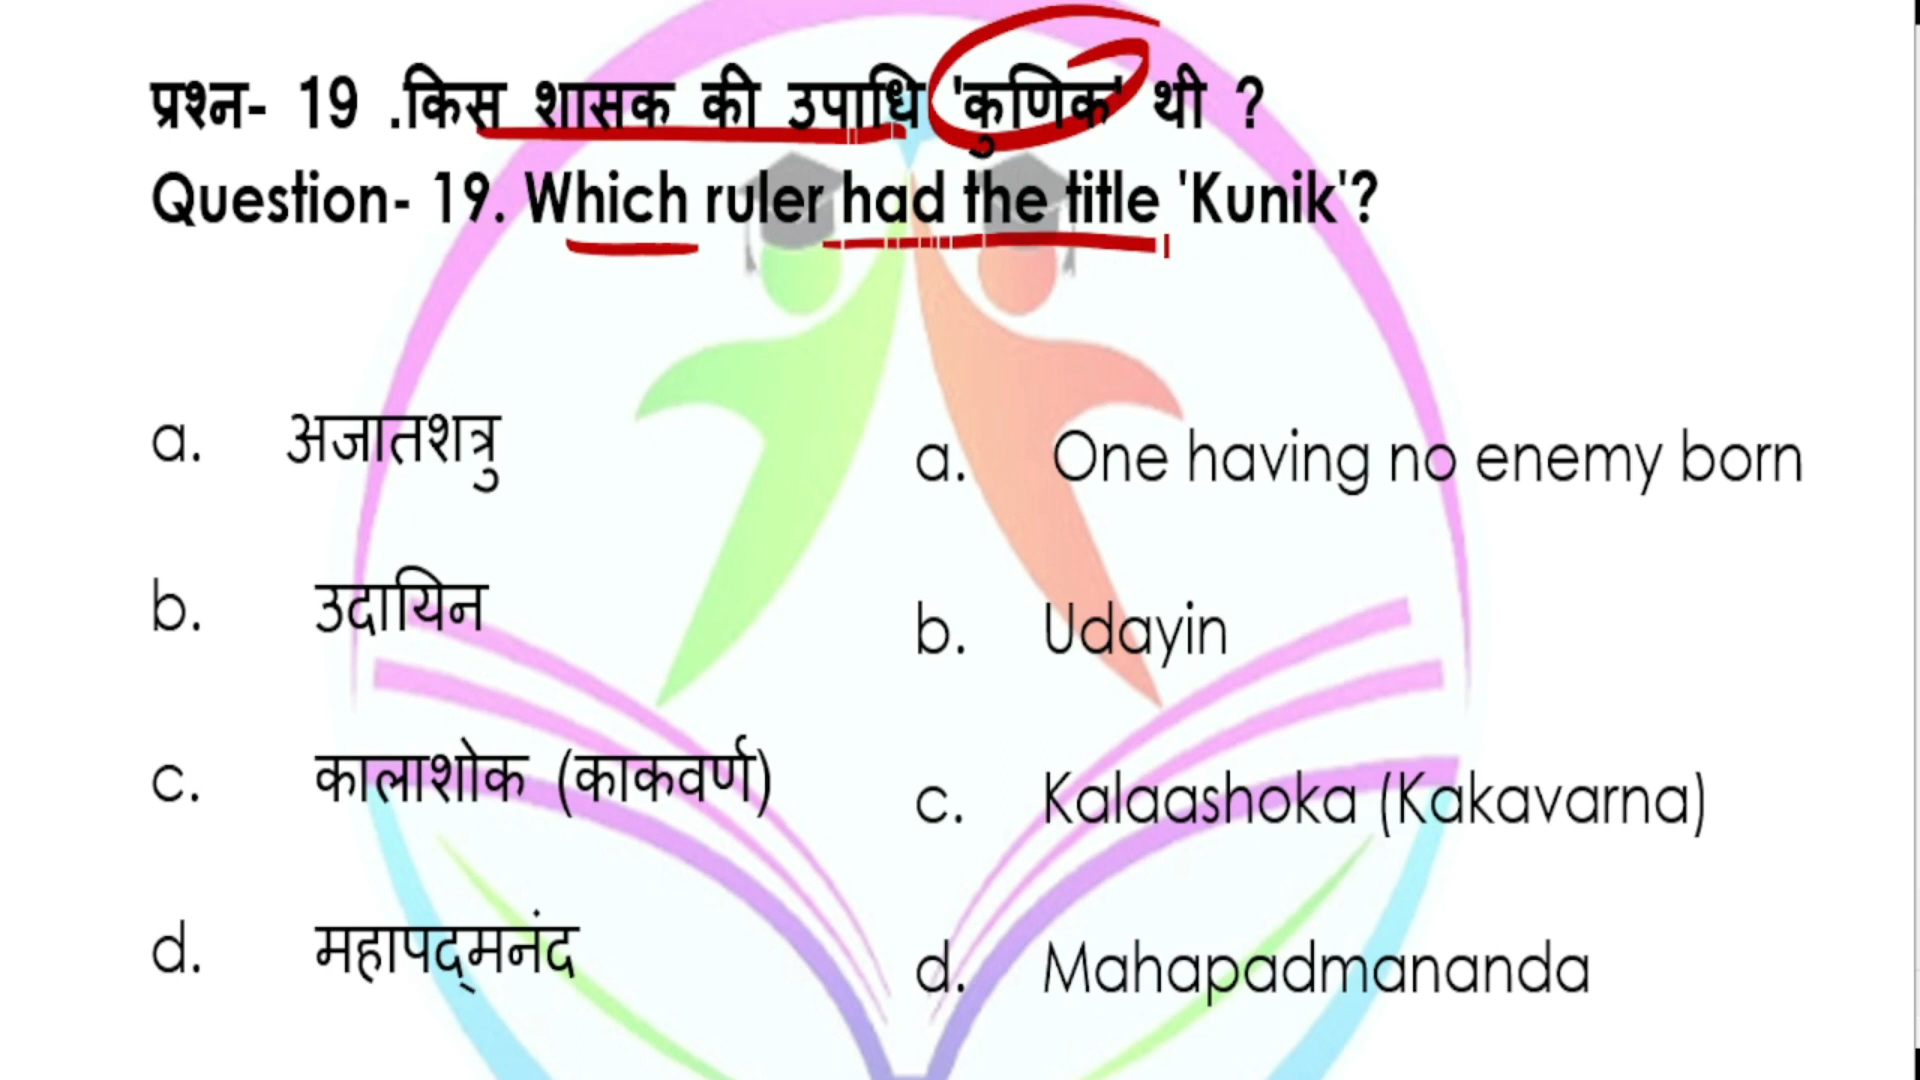 प्रश्न- 19 .किस शासक की उपाधि 'कुणिक' थी ?
Question- 19. Which ruler had the title 'Kunik'?
a. अजातशत्रु
b. उदायिन
c. कालाशोक (काकवर्ण)
d. महापद्मनंद
a. One having no enemy born
b. Udayin
c. Kalaashoka (Kakavarna)
d. Mahapadmananda